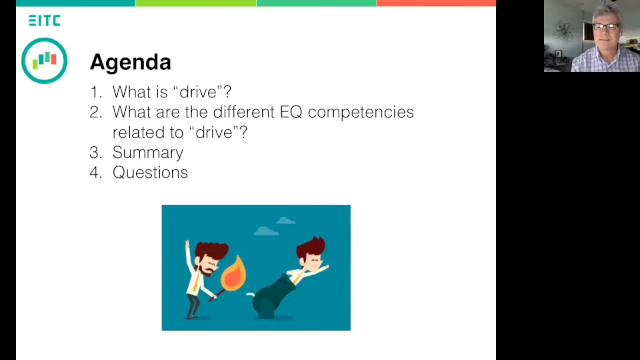 EITC
Agenda
1. What is “drive”?
2. What are the different EQ competencies
related to “drive”?
3. Summary
4. Questions